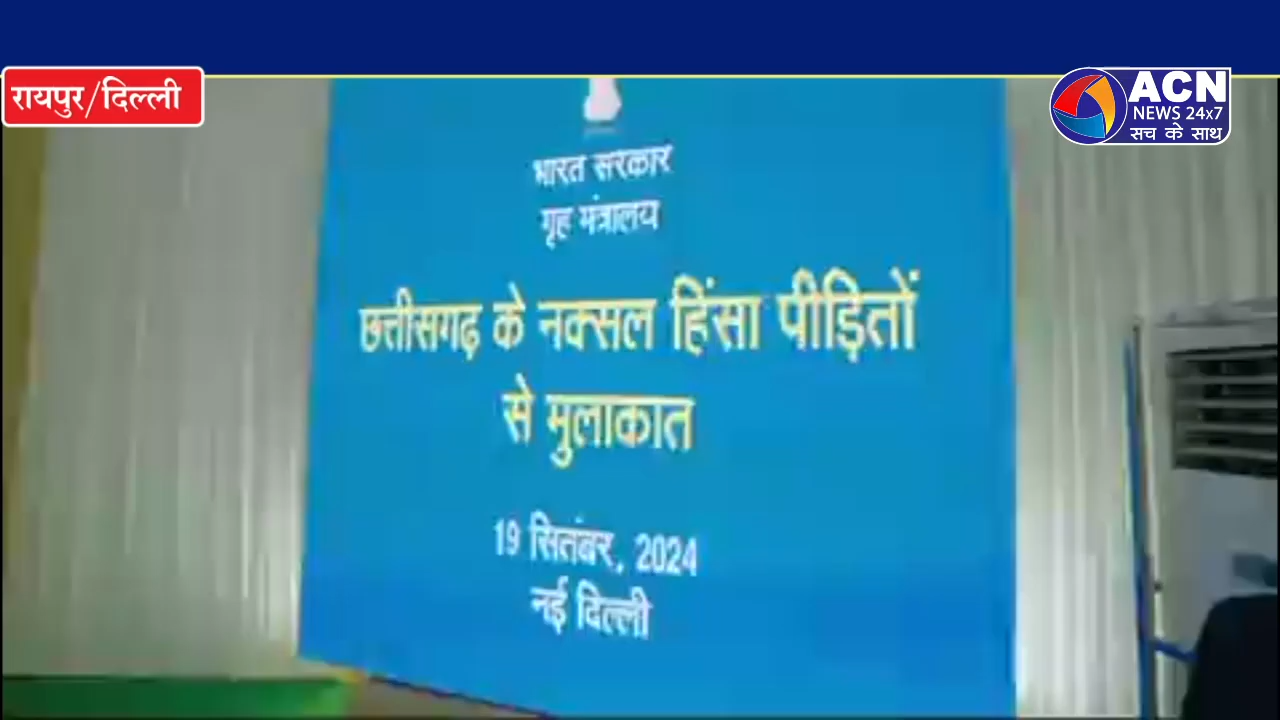 रायपुर/दिल्ली
ACN
NEWS 24x7
सच के साथ
भारत सरकार
गृह मंत्रालय
छत्तीसगढ़ के नक्सल हिंसा पीड़ितों
से मुलाकात
19 सितंबर, 2024
नई दिल्ली